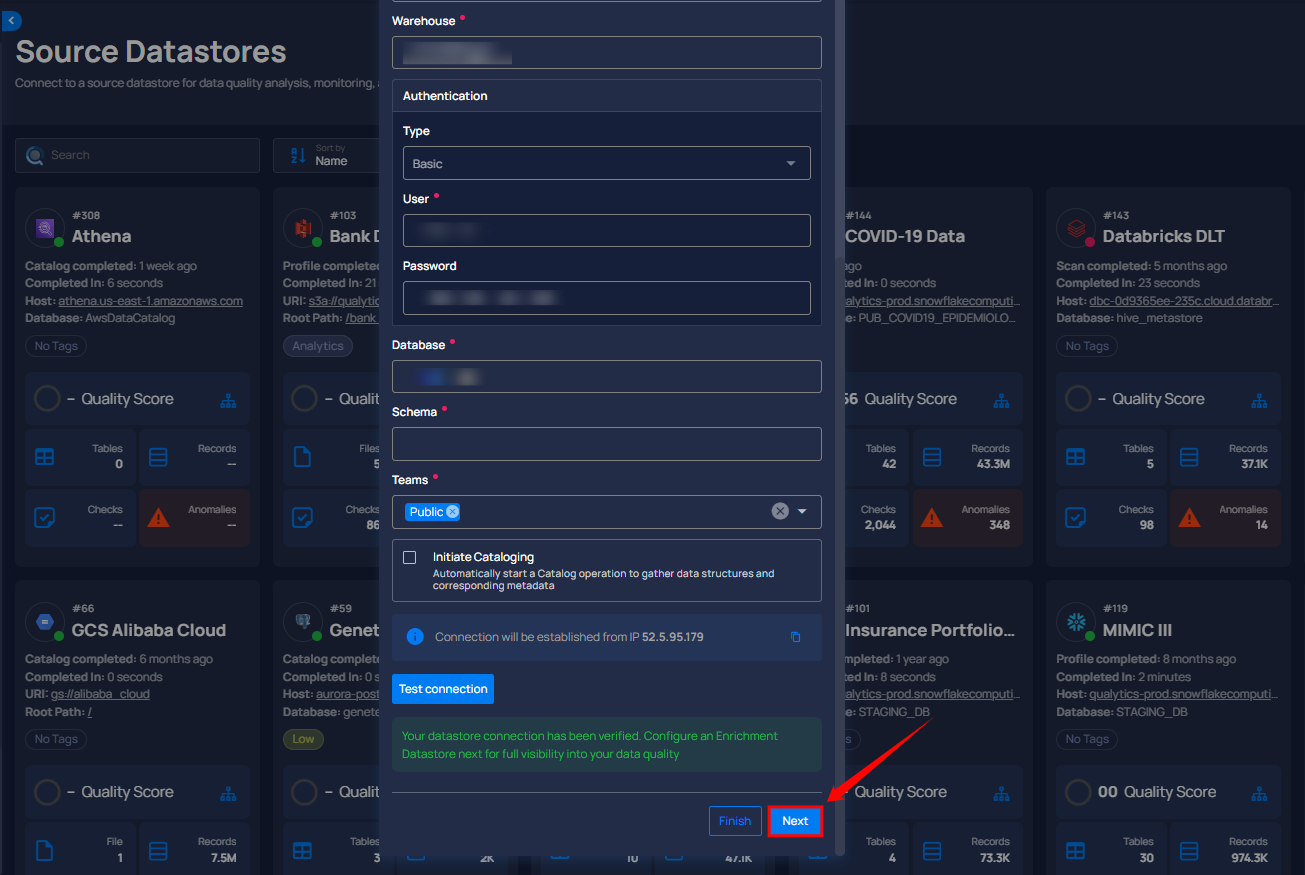 Source Datastores
Connect to a source datastore for data quality analysis, monitoring,
Search
Sort by
Name
#308
Athena
Catalog completed: 1 week ago
Completed In: 6 seconds
Host: athena.us-east-1.amazonaws.com
Database: AwsDataCatalog
No Tags
– Quality Score
Tables
0
Records
--
Checks
--
Anomalies
--
#103
Bank
Profile complete
Completed In: 21
URI: s3a://qualytic
Root Path: /bank
Analytics
– Qualit
Files
5
Checks
86
Warehouse *
Authentication
Type
Basic
User *
Password
Database *
Schema *
Teams *
Public
Initiate Cataloging
Automatically start a Catalog operation to gather data structures and
corresponding metadata
Connection will be established from IP 52.5.95.179
Test connection
Your datastore connection has been verified. Configure an Enrichment
Datastore next for full visibility into your data quality
Finish
Next
#144
COVID-19 Data
ago
In: 0 seconds
alytics-prod.snowflakecomputi...
e: PUB_COVID19_EPIDEMIOLO...
56 Quality Score
Tables
42
Records
43.3M
Checks
2,044
Anomalies
348
#143
Databricks DLT
Scan completed: 5 months ago
Completed In: 23 seconds
Host: dbc-0d9365ee-235c.cloud.databr...
Database: hive_metastore
No Tags
– Quality Score
Tables
5
Records
37.1K
Checks
98
Anomalies
14
#66
GCS Alibaba Cloud
Catalog completed: 6 months ago
Completed In: 0 seconds
URI: gs://alibaba_cloud
Root Path: /
No Tags
– Quality Score
File
1
Records
7.5M
#59
Genet
Catalog complete
Completed In: 0 s
Host: aurora-post
Database: genete
Low
– Qualit
Tables
3
2K
10
47.1K
#101
Insurance Portfolio...
mpleted: 1 year ago
ed In: 8 seconds
alytics-prod.snowflakecomputi...
e: STAGING_DB
s
– Quality Score
Tables
4
Records
73.3K
#119
MIMIC III
Profile completed: 8 months ago
Completed In: 2 minutes
Host: qualytics-prod.snowflakecomputi...
Database: STAGING_DB
No Tags
00 Quality Score
Tables
30
Records
974.3K